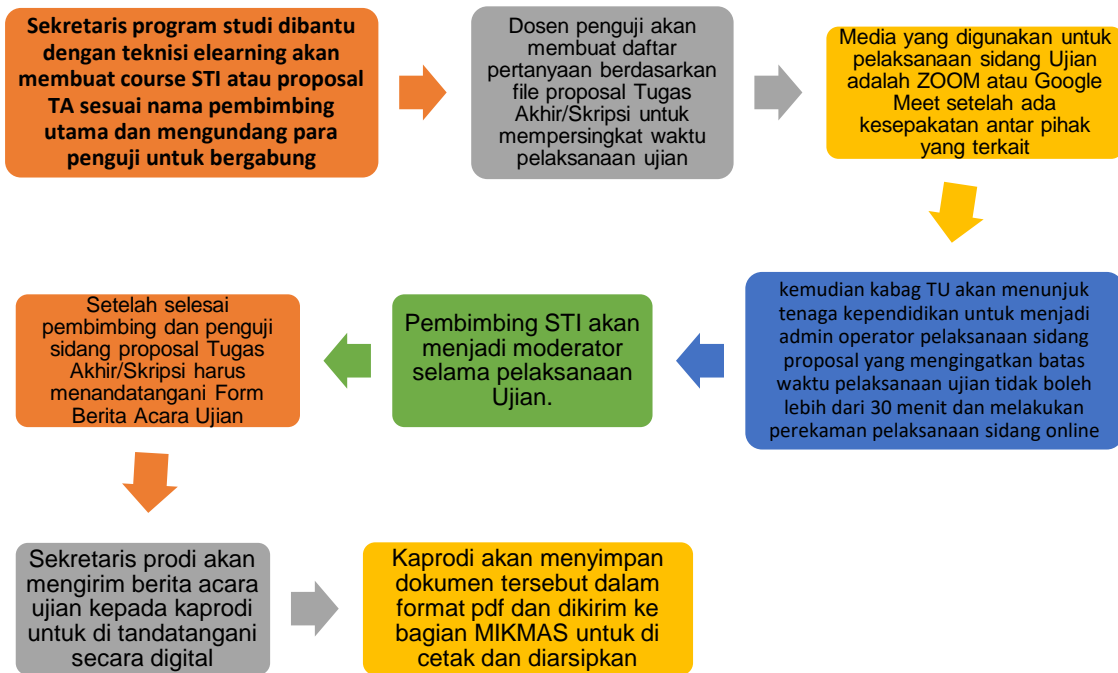 Sekretaris program studi dibantu
dengan teknisi elearning akan
membuat course STI atau proposal
TA sesuai nama pembimbing
utama dan mengundang para
penguji untuk bergabung
Dosen penguji akan
membuat daftar
pertanyaan berdasarkan
file proposal Tugas
Akhir/Skripsi untuk
mempersingkat waktu
pelaksanaan ujian
Media yang digunakan untuk
pelaksanaan sidang Ujian
adalah ZOOM atau Google
Meet setelah ada
kesepakatan antar pihak
yang terkait
kemudian kabag TU akan menunjuk
tenaga kependidikan untuk menjadi
admin operator pelaksanaan sidang
proposal yang mengingatkan batas
waktu pelaksanaan ujian tidak boleh
lebih dari 30 menit dan melakukan
perekaman pelaksanaan sidang online
Pembimbing STI akan
menjadi moderator
selama pelaksanaan
Ujian.
Setelah selesai
pembimbing dan penguji
sidang proposal Tugas
Akhir/Skripsi harus
menandatangani Form
Berita Acara Ujian
Sekretaris prodi akan
mengirim berita acara
ujian kepada kaprodi
untuk di tandatangani
secara digital
Kaprodi akan menyimpan
dokumen tersebut dalam
format pdf dan dikirim ke
bagian MIKMAS untuk di
cetak dan diarsipkan